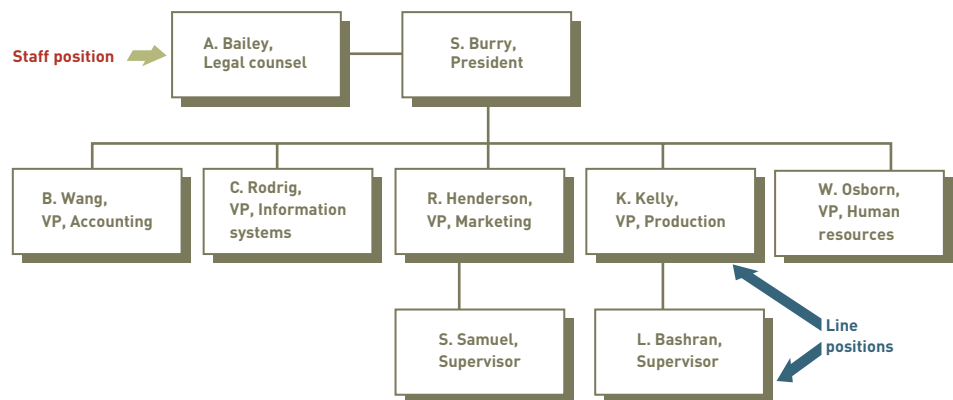 Staff position
A. Bailey,
Legal counsel
S. Burry,
President
B. Wang,
VP, Accounting
C. Rodrig,
VP, Information
systems
R. Henderson,
VP, Marketing
K. Kelly,
VP, Production
W. Osborn,
VP, Human
resources
S. Samuel,
Supervisor
L. Bashran,
Supervisor
Line
positions